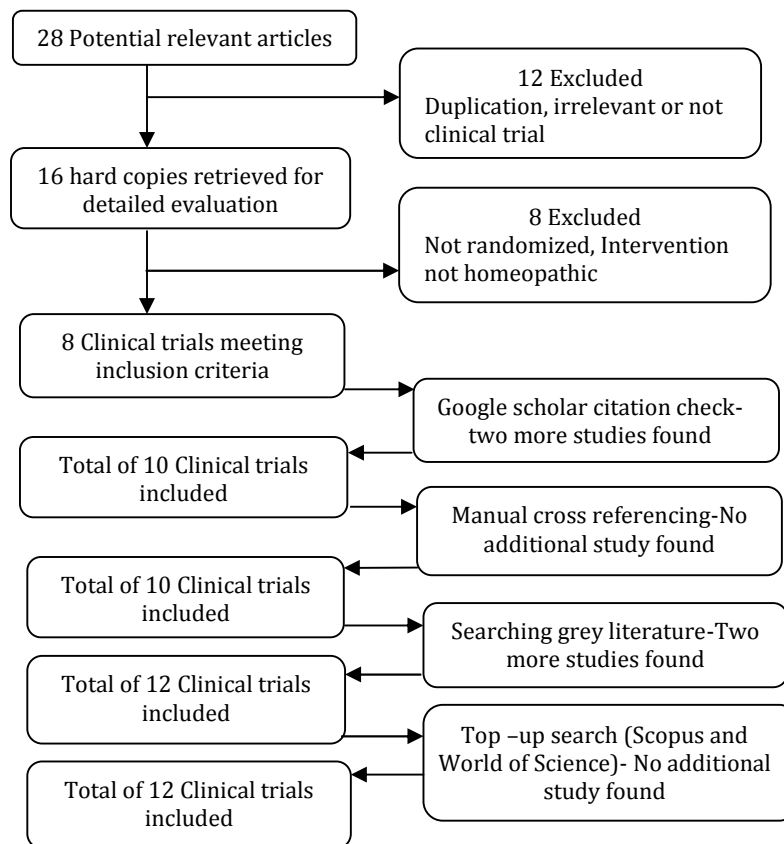 28 Potential relevant articles
12 Excluded
Duplication, irrelevant or not
clinical trial
16 hard copies retrieved for
detailed evaluation
8 Excluded
Not randomized, Intervention
not homeopathic
8 Clinical trials meeting
inclusion criteria
Google scholar citation check-
two more studies found
Total of 10 Clinical trials
included
Manual cross referencing-No
additional study found
Total of 10 Clinical trials
included
Searching grey literature-Two
more studies found
Total of 12 Clinical trials
included
Top –up search (Scopus and
World of Science)- No additional
study found
Total of 12 Clinical trials
included